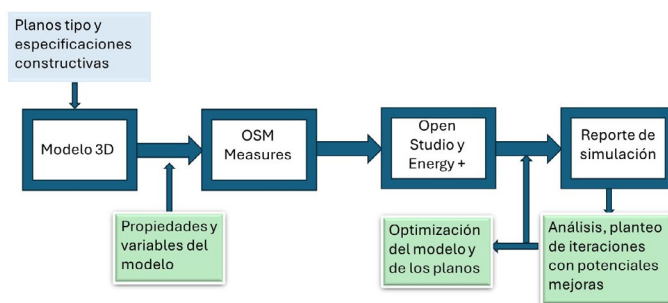 Planos tipo y
especificaciones
constructivas
Modelo 3D
OSM
Measures
Open
Studio y
Energy +
Reporte de
simulación
Propiedades y
variables del
modelo
Optimización
del modelo y
de los planos
Análisis, planteo
de iteraciones
con potenciales
mejoras